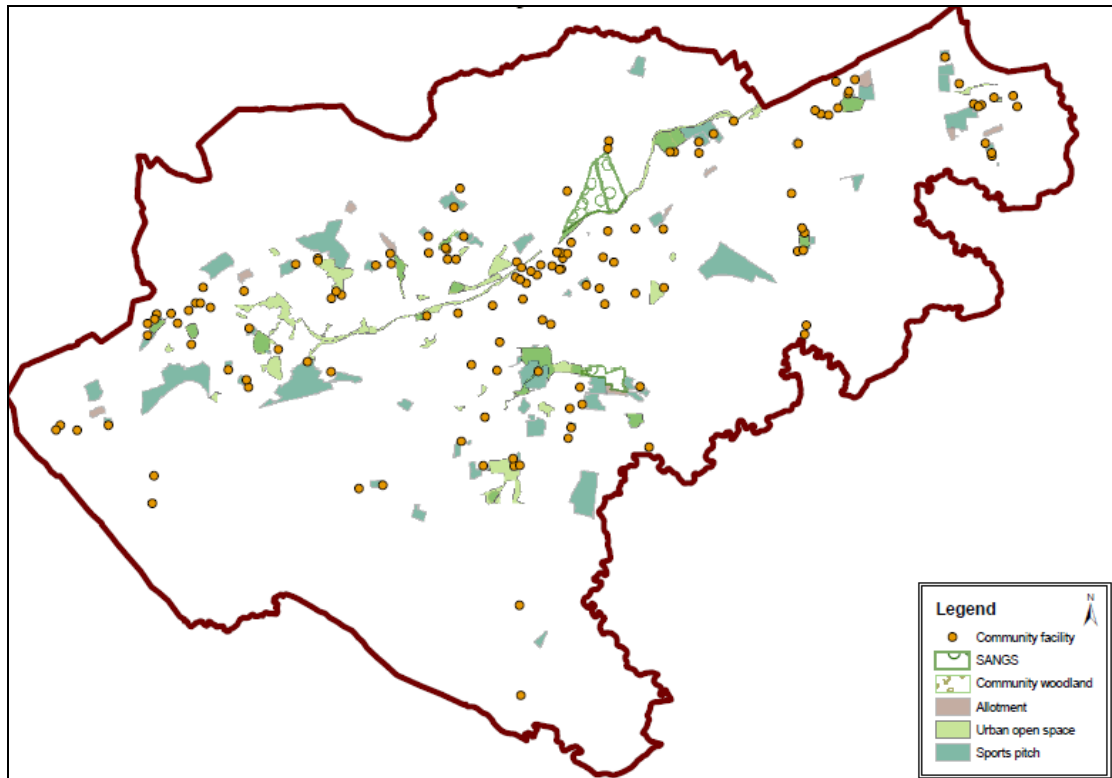 N
Legend
Community facility
SANGS
Community woodland
Allotment
Urban open space
Sports pitch